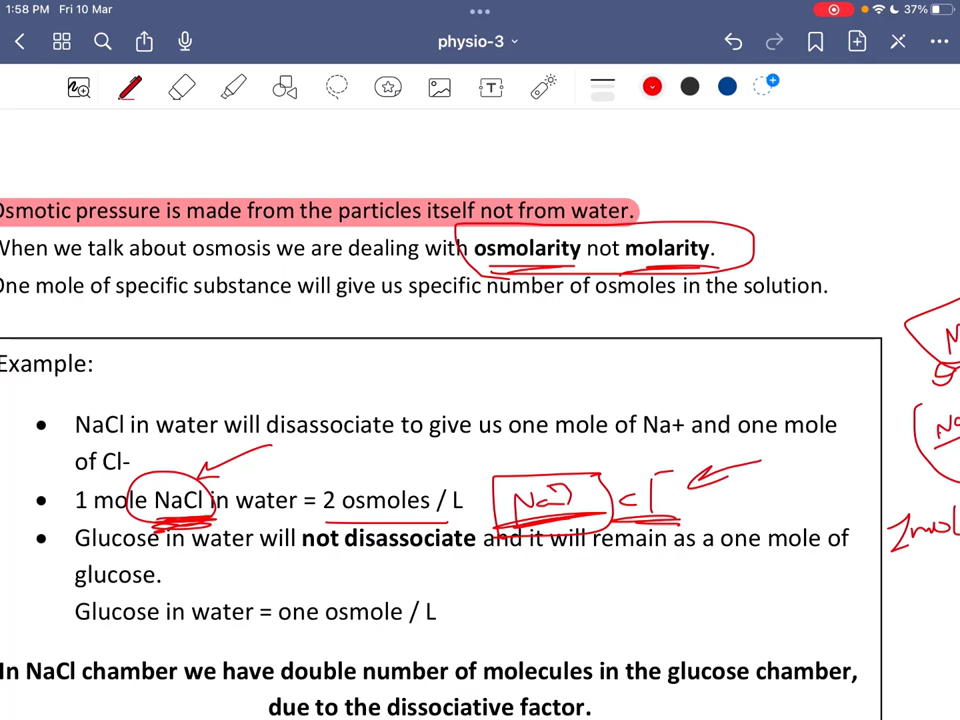 1:58 PM Fri 10 Mar
37%
physio-3
Osmotic pressure is made from the particles itself not from water.
When we talk about osmosis we are dealing with osmolarity not molarity.
One mole of specific substance will give us specific number of osmoles in the solution.
Example:
• NaCl in water will disassociate to give us one mole of Na+ and one mole
of Cl-
• 1 mole NaCl in water = 2 osmoles / L
Cl-
• Glucose in water will not disassociate and it will remain as a one mole of
glucose.
Glucose in water = one osmole / L
In NaCl chamber we have double number of molecules in the glucose chamber,
due to the dissociative factor.